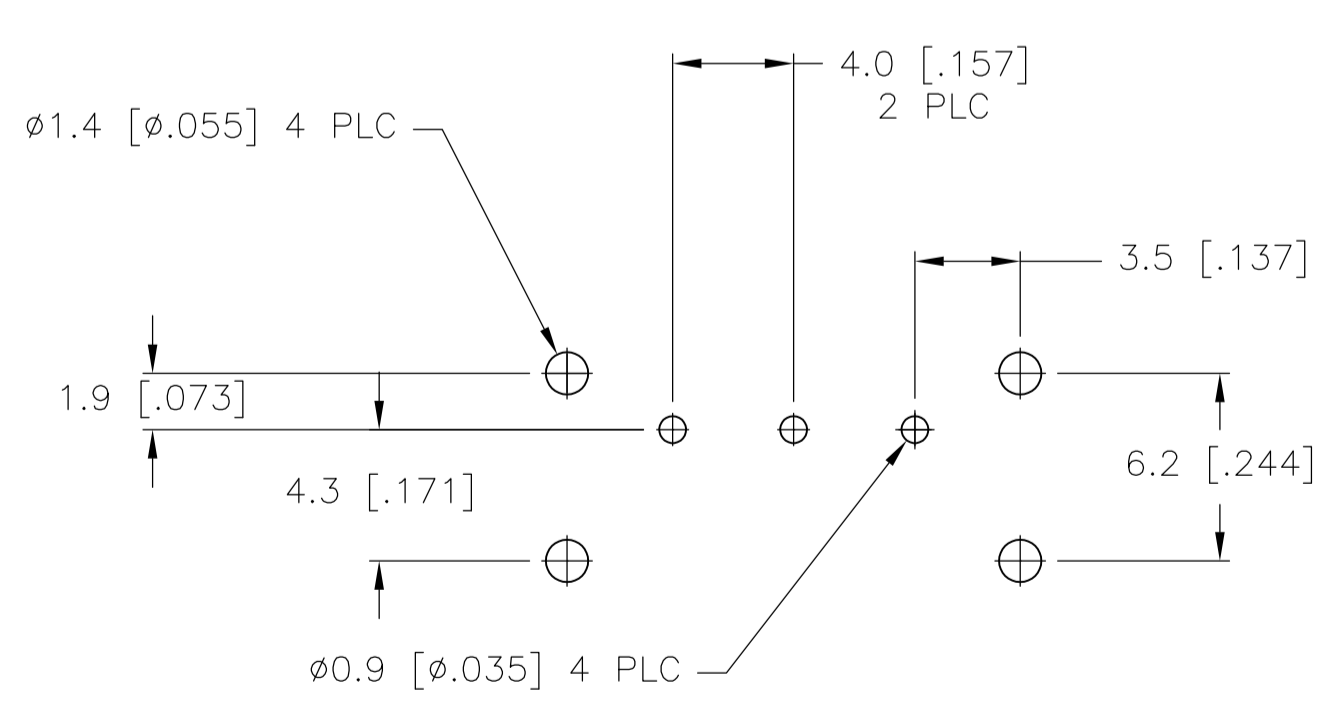 4.0 [.157]
2 PLC
ø1.4 [ø.055] 4 PLC
3.5 [.137]
1.9 [.073]
6.2 [.244]
4.3 [.171]
ø0.9 [ø.035] 4 PLC